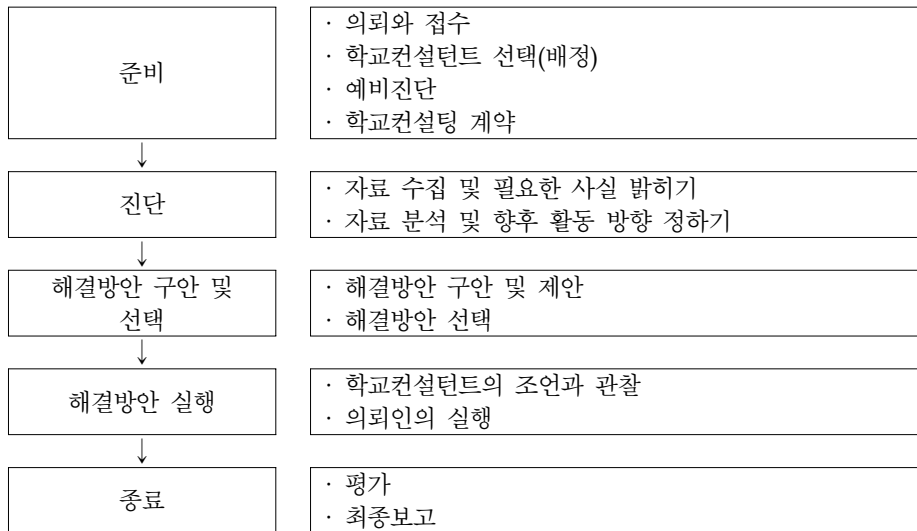 준비
· 의뢰와 접수
· 학교컨설턴트 선택(배정)
· 예비진단
· 학교컨설팅 계약
↓
진단
· 자료 수집 및 필요한 사실 밝히기
· 자료 분석 및 향후 활동 방향 정하기
↓
해결방안 구안 및
선택
· 해결방안 구안 및 제안
· 해결방안 선택
↓
해결방안 실행
· 학교컨설턴트의 조언과 관찰
· 의뢰인의 실행
↓
종료
· 평가
· 최종보고